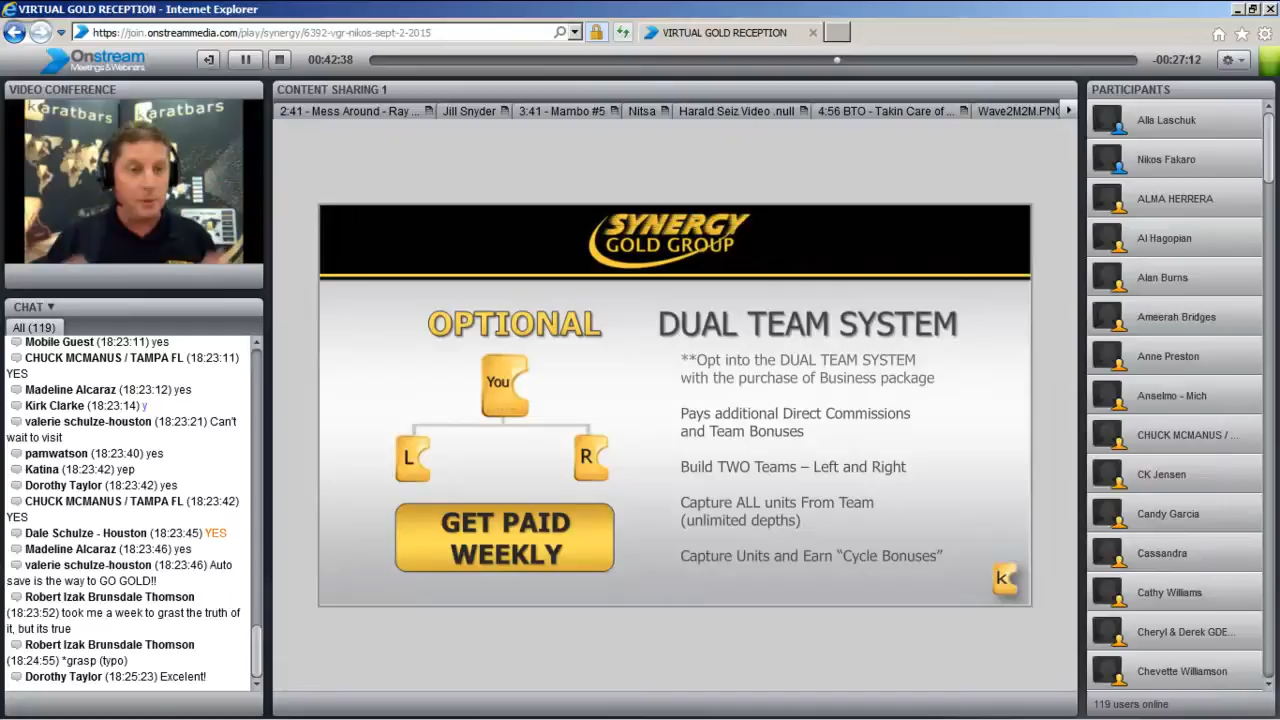 VIRTUAL GOLD RECEPTION - Internet Explorer
https://join.onstreammedia.com/play/synergy/6392-vgr-nikos-sept-2-2015
VIRTUAL GOLD RECEPTION
Onstream
Meetings & Webinars
00:42:38
-00:27:12
VIDEO CONFERENCE
karatbars
karatbars
CHAT
All (119)
Mobile Guest (18:23:11) yes
CHUCK MCMANUS / TAMPA FL (18:23:11)
YES
Madeline Alcaraz (18:23:12) yes
Kirk Clarke (18:23:14) y
valerie schulze-houston (18:23:21) Can't
wait to visit
pamwatson (18:23:40) yes
Katina (18:23:42) yep
Dorothy Taylor (18:23:42) yes
CHUCK MCMANUS / TAMPA FL (18:23:42)
YES
Dale Schulze - Houston (18:23:45) YES
Madeline Alcaraz (18:23:46) yes
valerie schulze-houston (18:23:46) Auto
save is the way to GO GOLD!!
Robert Izak Brunsdale Thomson
(18:23:52) took me a week to grast the truth of
it, but its true
Robert Izak Brunsdale Thomson
(18:24:55) *grasp (typo)
Dorothy Taylor (18:25:23) Excelent!
CONTENT SHARING 1
2:41 - Mess Around - Ray ...
Jill Snyder
3:41 - Mambo #5
Nitsa
Harald Seiz Video .null
4:56 BTO - Takin Care of ...
Wave2M2M.PNG
SYNERGY
GOLD GROUP
OPTIONAL
You
L
R
GET PAID
WEEKLY
DUAL TEAM SYSTEM
**Opt into the DUAL TEAM SYSTEM
with the purchase of Business package
Pays additional Direct Commissions
and Team Bonuses
Build TWO Teams – Left and Right
Capture ALL units From Team
(unlimited depths)
Capture Units and Earn “Cycle Bonuses”
k
PARTICIPANTS
Alla Laschuk
Nikos Fakaro
ALMA HERRERA
Al Hagopian
Alan Burns
Ameerah Bridges
Anne Preston
Anselmo - Mich
CHUCK MCMANUS / ...
CK Jensen
Candy Garcia
Cassandra
Cathy Williams
Cheryl & Derek GDE...
Chevette Williamson
119 users online